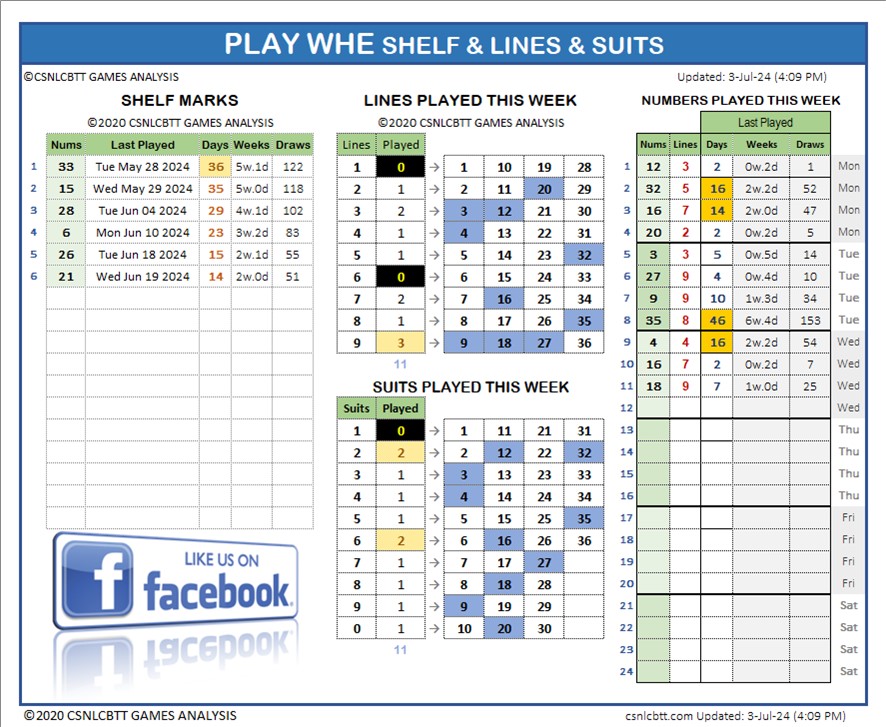 PLAY WHE SHELF & LINES & SUITS
©CSNLCBTT GAMES ANALYSIS
Updated: 3-Jul-24 (4:09 PM)
SHELF MARKS
©2020 CSNLCBTT GAMES ANALYSIS
Nums Last Played Days Weeks Draws
1 33 Tue May 28 2024 36 5w.1d 122
2 15 Wed May 29 2024 35 5w.0d 118
3 28 Tue Jun 04 2024 29 4w.1d 102
4 6 Mon Jun 10 2024 23 3w.2d 83
5 26 Tue Jun 18 2024 15 2w.1d 55
6 21 Wed Jun 19 2024 14 2w.0d 51
LIKE US ON
facebook.
LINES PLAYED THIS WEEK
©2020 CSNLCBTT GAMES ANALYSIS
Lines Played
1 0 → 1 10 19 28
2 1 → 2 11 20 29
3 2 → 3 12 21 30
4 1 → 4 13 22 31
5 1 → 5 14 23 32
6 0 → 6 15 24 33
7 2 → 7 16 25 34
8 1 → 8 17 26 35
9 3 → 9 18 27 36
11
SUITS PLAYED THIS WEEK
Suits Played
1 0 → 1 11 21 31
2 2 → 2 12 22 32
3 1 → 3 13 23 33
4 1 → 4 14 24 34
5 1 → 5 15 25 35
6 2 → 6 16 26 36
7 1 → 7 17 27
8 1 → 8 18 28
9 1 → 9 19 29
0 1 → 10 20 30
11
NUMBERS PLAYED THIS WEEK
Last Played
Nums Lines Days Weeks Draws
1 12 3 2 0w.2d 1 Mon
2 32 5 16 2w.2d 52 Mon
3 16 7 14 2w.0d 47 Mon
4 20 2 2 0w.2d 5 Mon
5 3 3 5 0w.5d 14 Tue
6 27 9 4 0w.4d 10 Tue
7 9 9 10 1w.3d 34 Tue
8 35 8 46 6w.4d 153 Tue
9 4 4 16 2w.2d 54 Wed
10 16 7 2 0w.2d 7 Wed
11 18 9 7 1w.0d 25 Wed
12 Wed
13 Thu
14 Thu
15 Thu
16 Thu
17 Fri
18 Fri
19 Fri
20 Fri
21 Sat
22 Sat
23 Sat
24 Sat
©2020 CSNLCBTT GAMES ANALYSIS
csnlcbtt.com Updated: 3-Jul-24 (4:09 PM)